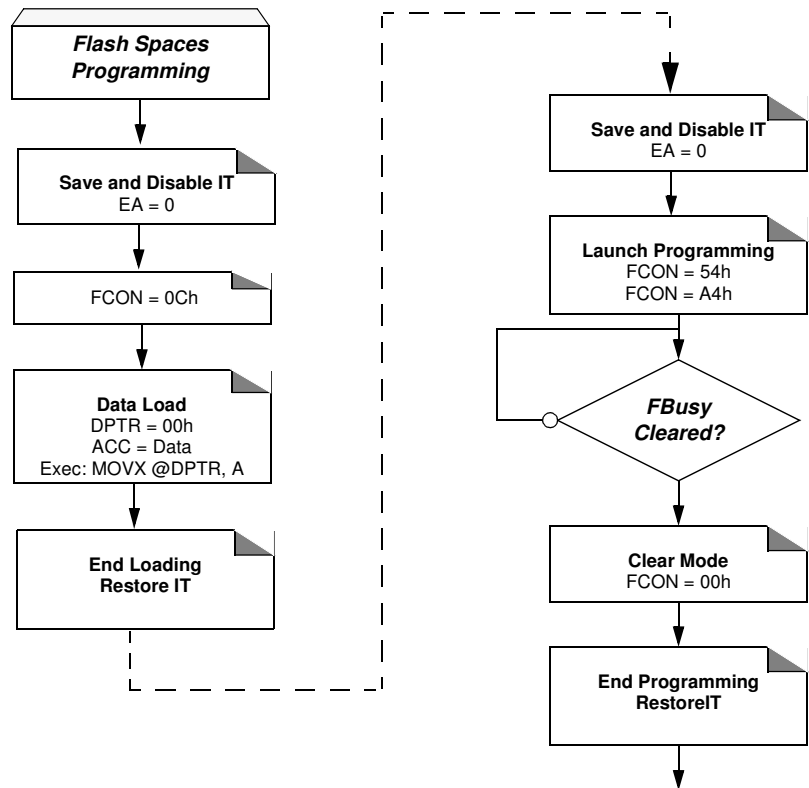 Flash Spaces
Programming
Save and Disable IT
EA = 0
FCON = 0Ch
Data Load
DPTR = 00h
ACC = Data
Exec: MOVX @DPTR, A
End Loading
Restore IT
Save and Disable IT
EA = 0
Launch Programming
FCON = 54h
FCON = A4h
FBusy
Cleared?
Clear Mode
FCON = 00h
End Programming
RestoreIT